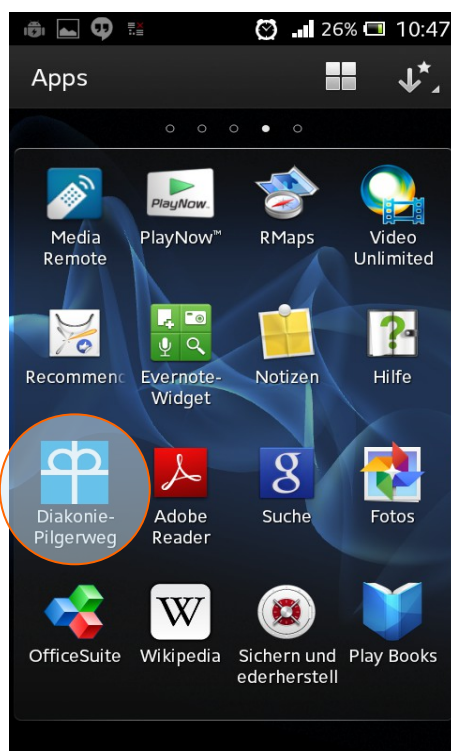 26% 10:47
Apps
PlayNow™
Media
Remote
PlayNow™
RMaps
Video
Unlimited
Recommend
Evernote-
Widget
Notizen
?
Hilfe
Diakonie-
Pilgerweg
Adobe
Reader
g
Suche
Fotos
OfficeSuite
W
Wikipedia
Sichern und
ederherstell
Play Books